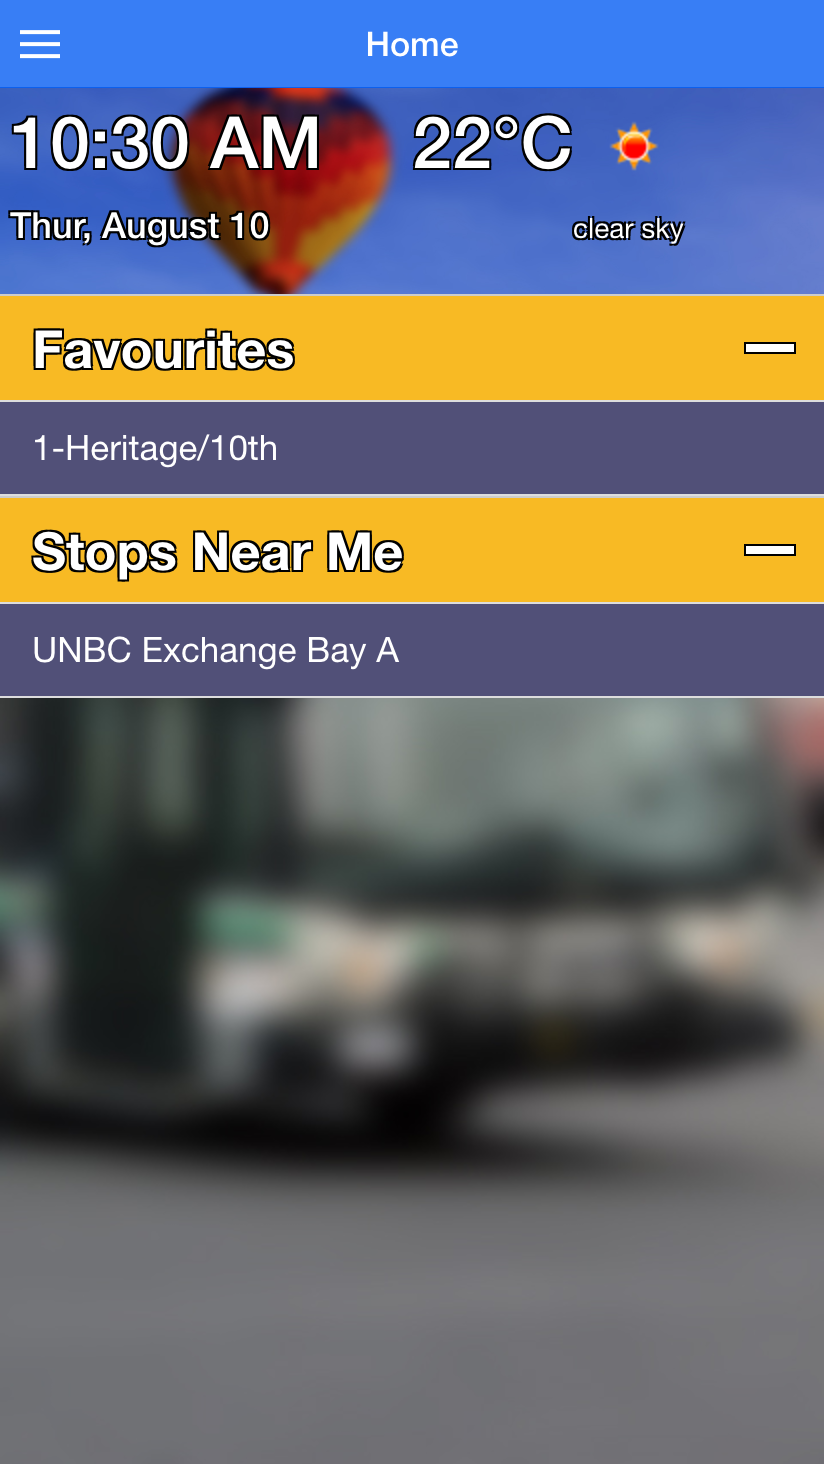 Home
10:30 AM 22°C
Thur, August 10 clear sky
Favourites
1-Heritage/10th
Stops Near Me
UNBC Exchange Bay A